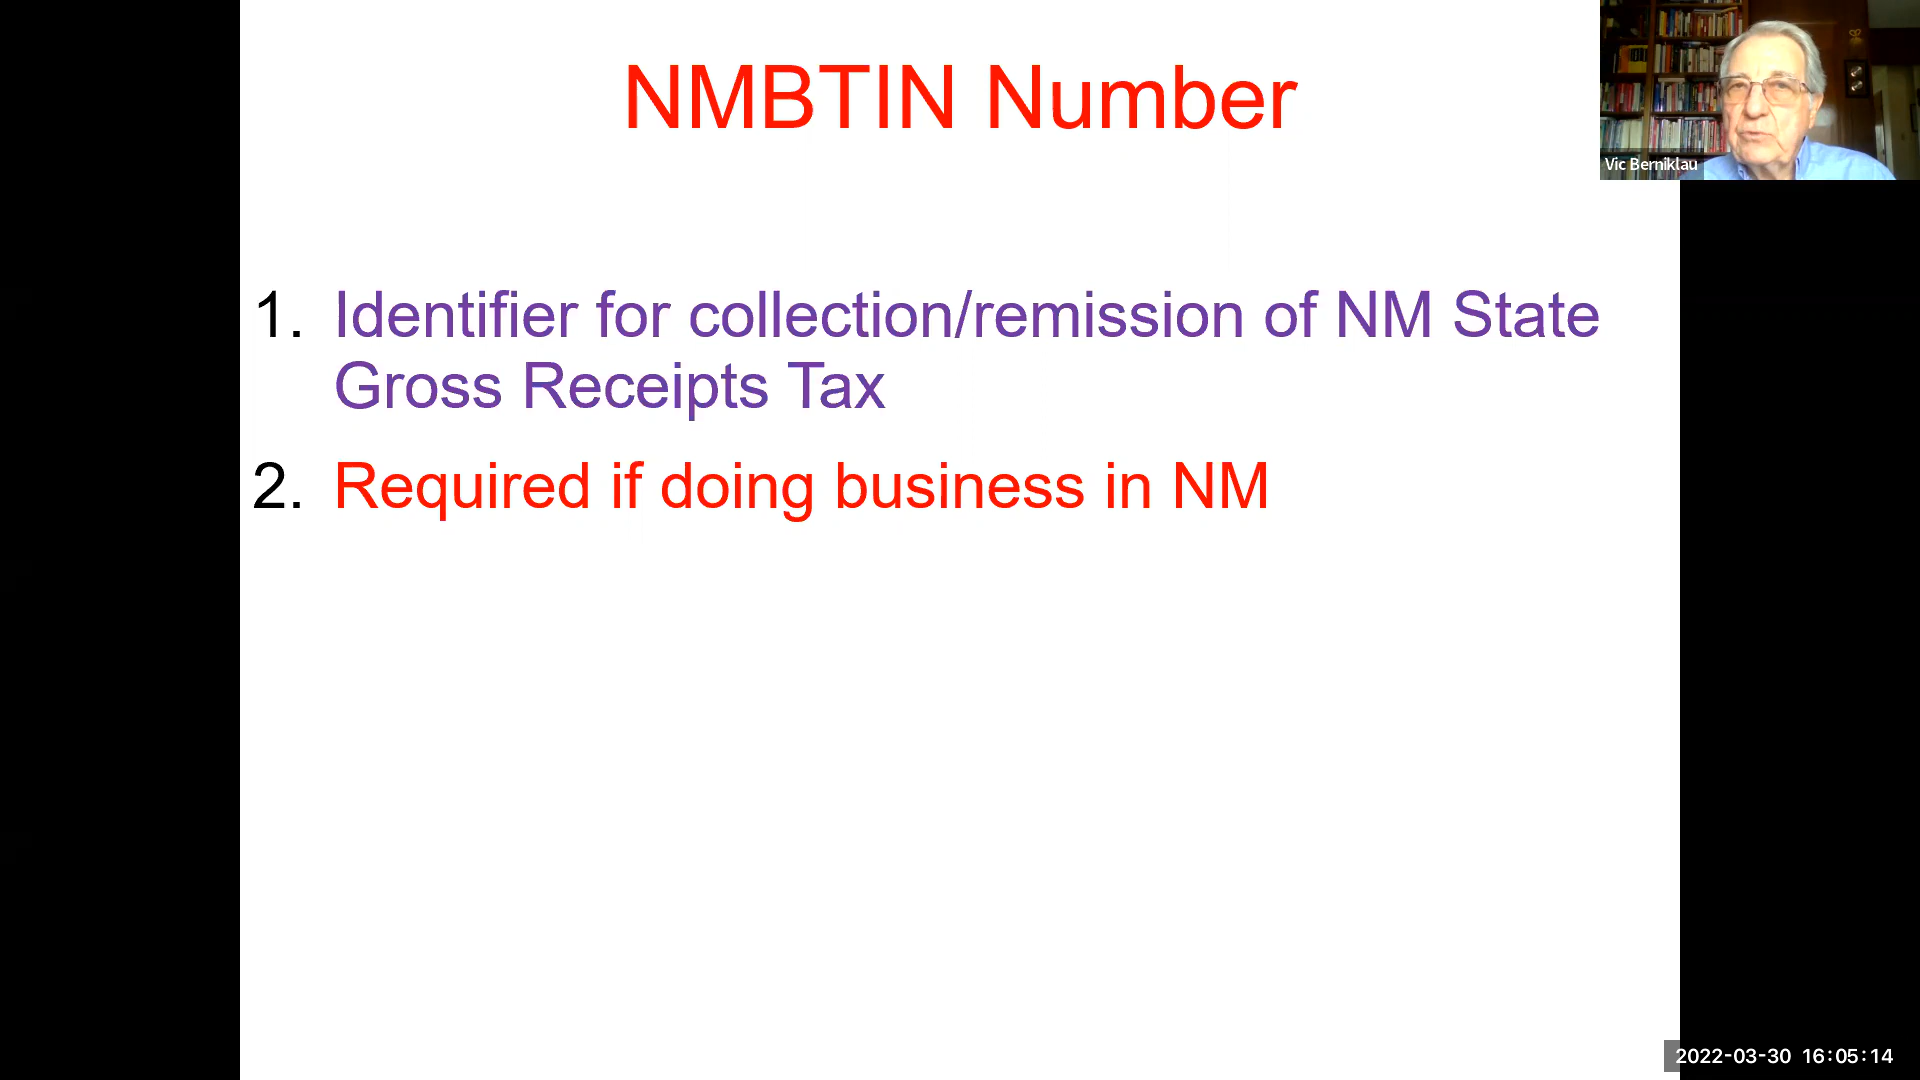 NMBTIN Number
Vic Berniklau
1. Identifier for collection/remission of NM State
Gross Receipts Tax
2. Required if doing business in NM
2022-03-30 16:05:14